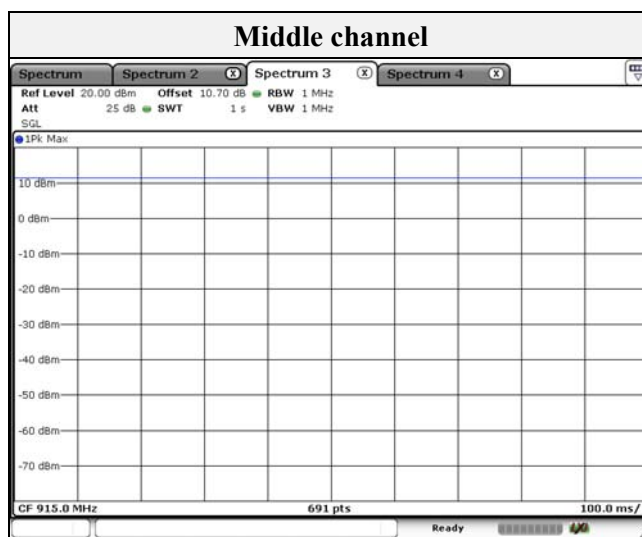 Middle channel
Spectrum Spectrum 2 X Spectrum 3 X Spectrum 4 X
Ref Level 20.00 dBm Offset 10.70 dB RBW 1 MHz
Att 25 dB SWT 1 s VBW 1 MHz
SGL
1Pk Max
10 dBm
0 dBm
-10 dBm
-20 dBm
-30 dBm
-40 dBm
-50 dBm
-60 dBm
-70 dBm
CF 915.0 MHz 691 pts 100.0 ms/
Ready